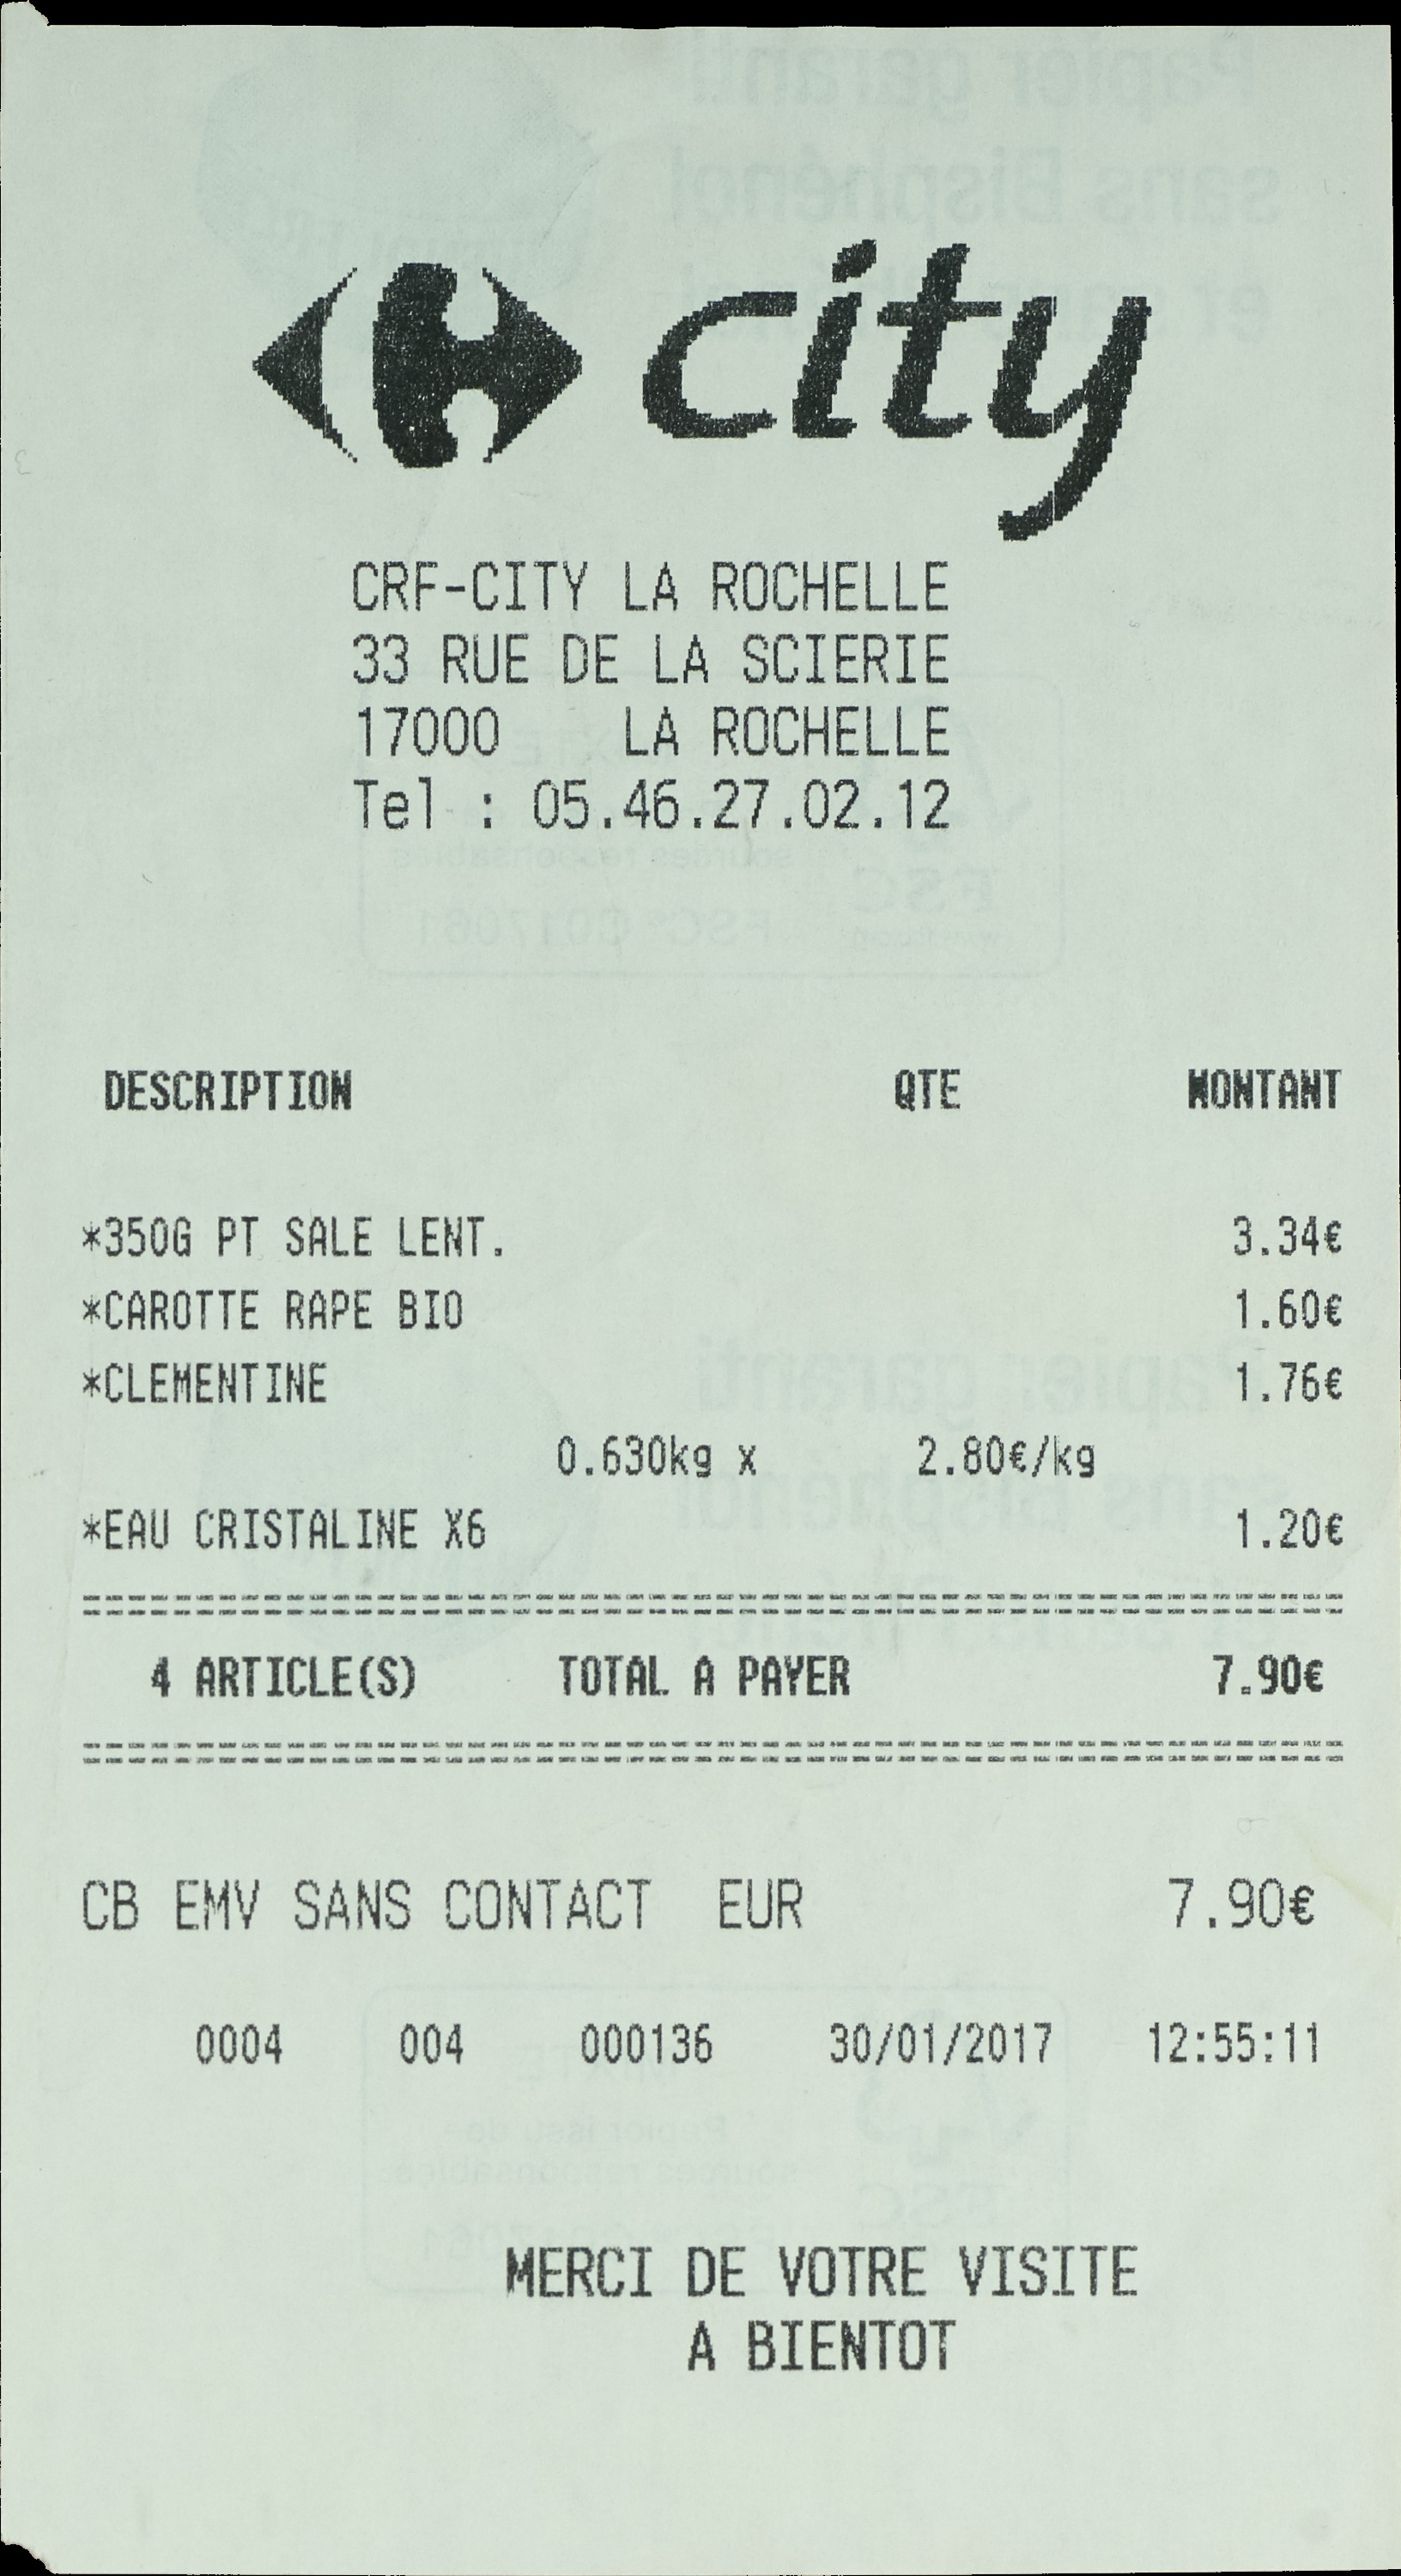 city
CRF-CITY LA ROCHELLE
33 RUE DE LA SCIERIE
17000 LA ROCHELLE
Tel : 05.46.27.02.12
DESCRIPTION QTE MONTANT
*350G PT SALE LENT. 3.34€
*CAROTTE RAPE BIO 1.60€
*CLEMENTINE 1.76€
0.630kg x 2.80€/kg
*EAU CRISTALINE X6 1.20€
4 ARTICLE(S) TOTAL A PAYER 7.90€
CB EMV SANS CONTACT EUR 7.90€
0004 004 000136 30/01/2017 12:55:11
MERCI DE VOTRE VISITE
A BIENTOT